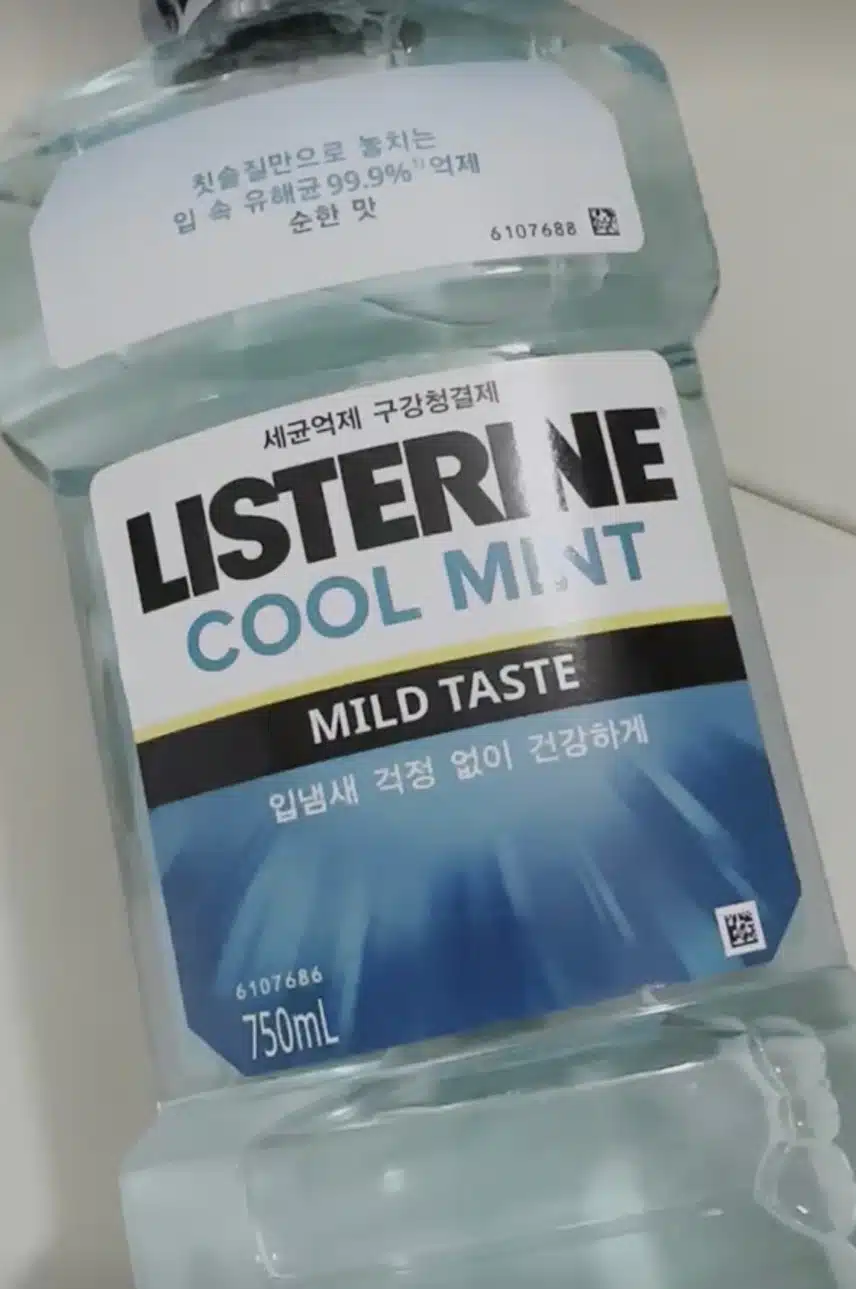 칫솔질만으로 놓치는
입 속 유해균 99.9%¹⁾ 억제
순한 맛
6107688
세균억제 구강청결제
LISTERINE®
COOL MINT
MILD TASTE
입냄새 걱정 없이 건강하게
6107686
750mL